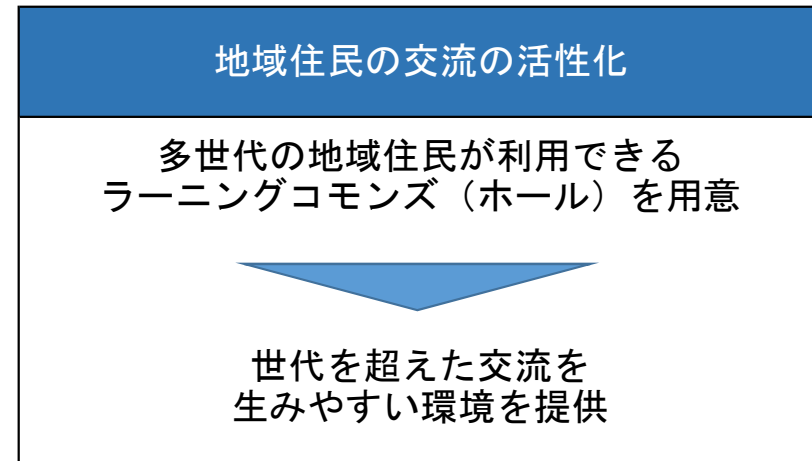 地域住民の交流の活性化
多世代の地域住民が利用できる
ラーニングコモンズ（ホール）を用意
世代を超えた交流を
生みやすい環境を提供